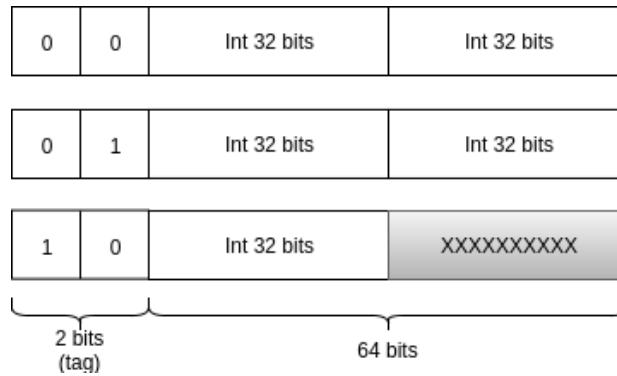 0 0 Int 32 bits Int 32 bits
0 1 Int 32 bits Int 32 bits
1 0 Int 32 bits XXXXXXXXXX
2 bits
(tag)
64 bits